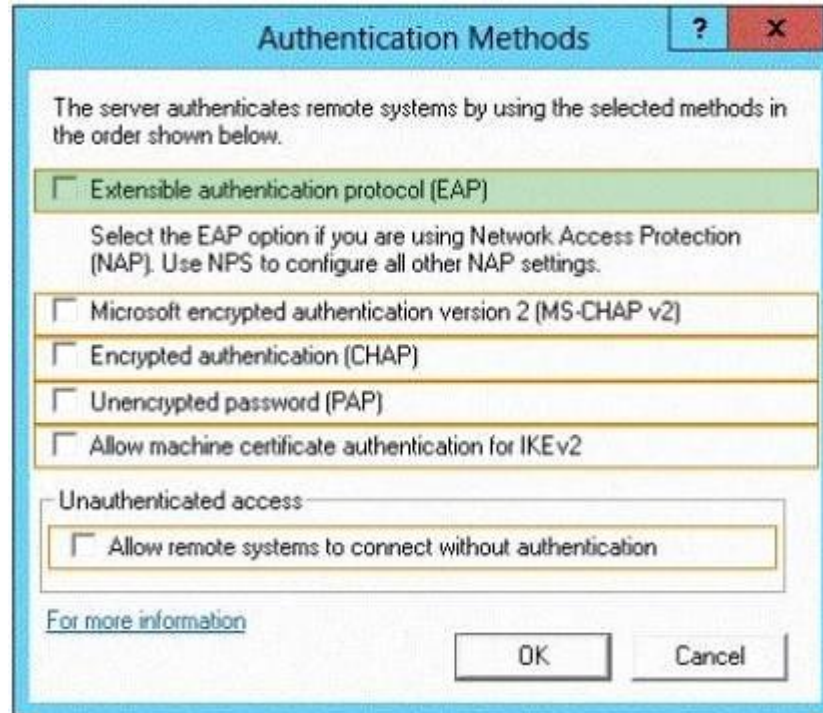 Authentication Methods
?
x
The server authenticates remote systems by using the selected methods in
the order shown below.
Extensible authentication protocol (EAP)
Select the EAP option if you are using Network Access Protection
(NAP). Use NPS to configure all other NAP settings.
Microsoft encrypted authentication version 2 (MS-CHAP v2)
Encrypted authentication (CHAP)
Unencrypted password (PAP)
Allow machine certificate authentication for IKEv2
Unauthenticated access
Allow remote systems to connect without authentication
For more information
OK
Cancel